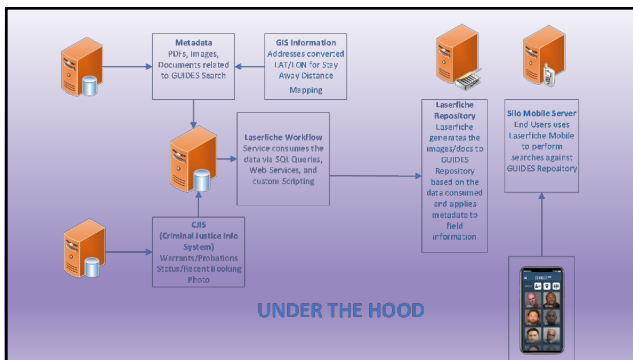 Metadata
PDFs, Images,
Documents related
to GUIDES Search
GIS Information
Addresses converted
LAT/LON for Stay
Away Distance
Mapping
Laserfiche Workflow
Service consumes the
data via SQL Queries,
Web Services, and
custom Scripting
Laserfiche
Repository
Laserfiche
generates the
images/docs to
GUIDES
Repository
based on the
data consumed
and applies
metadata to
field
information
Silo Mobile Server
End Users uses
Laserfiche Mobile
to perform
searches against
GUIDES Repository
CJIS
(Criminal Justice Info
System)
Warrants/Probations
Status/Recent Booking
Photo
UNDER THE HOOD